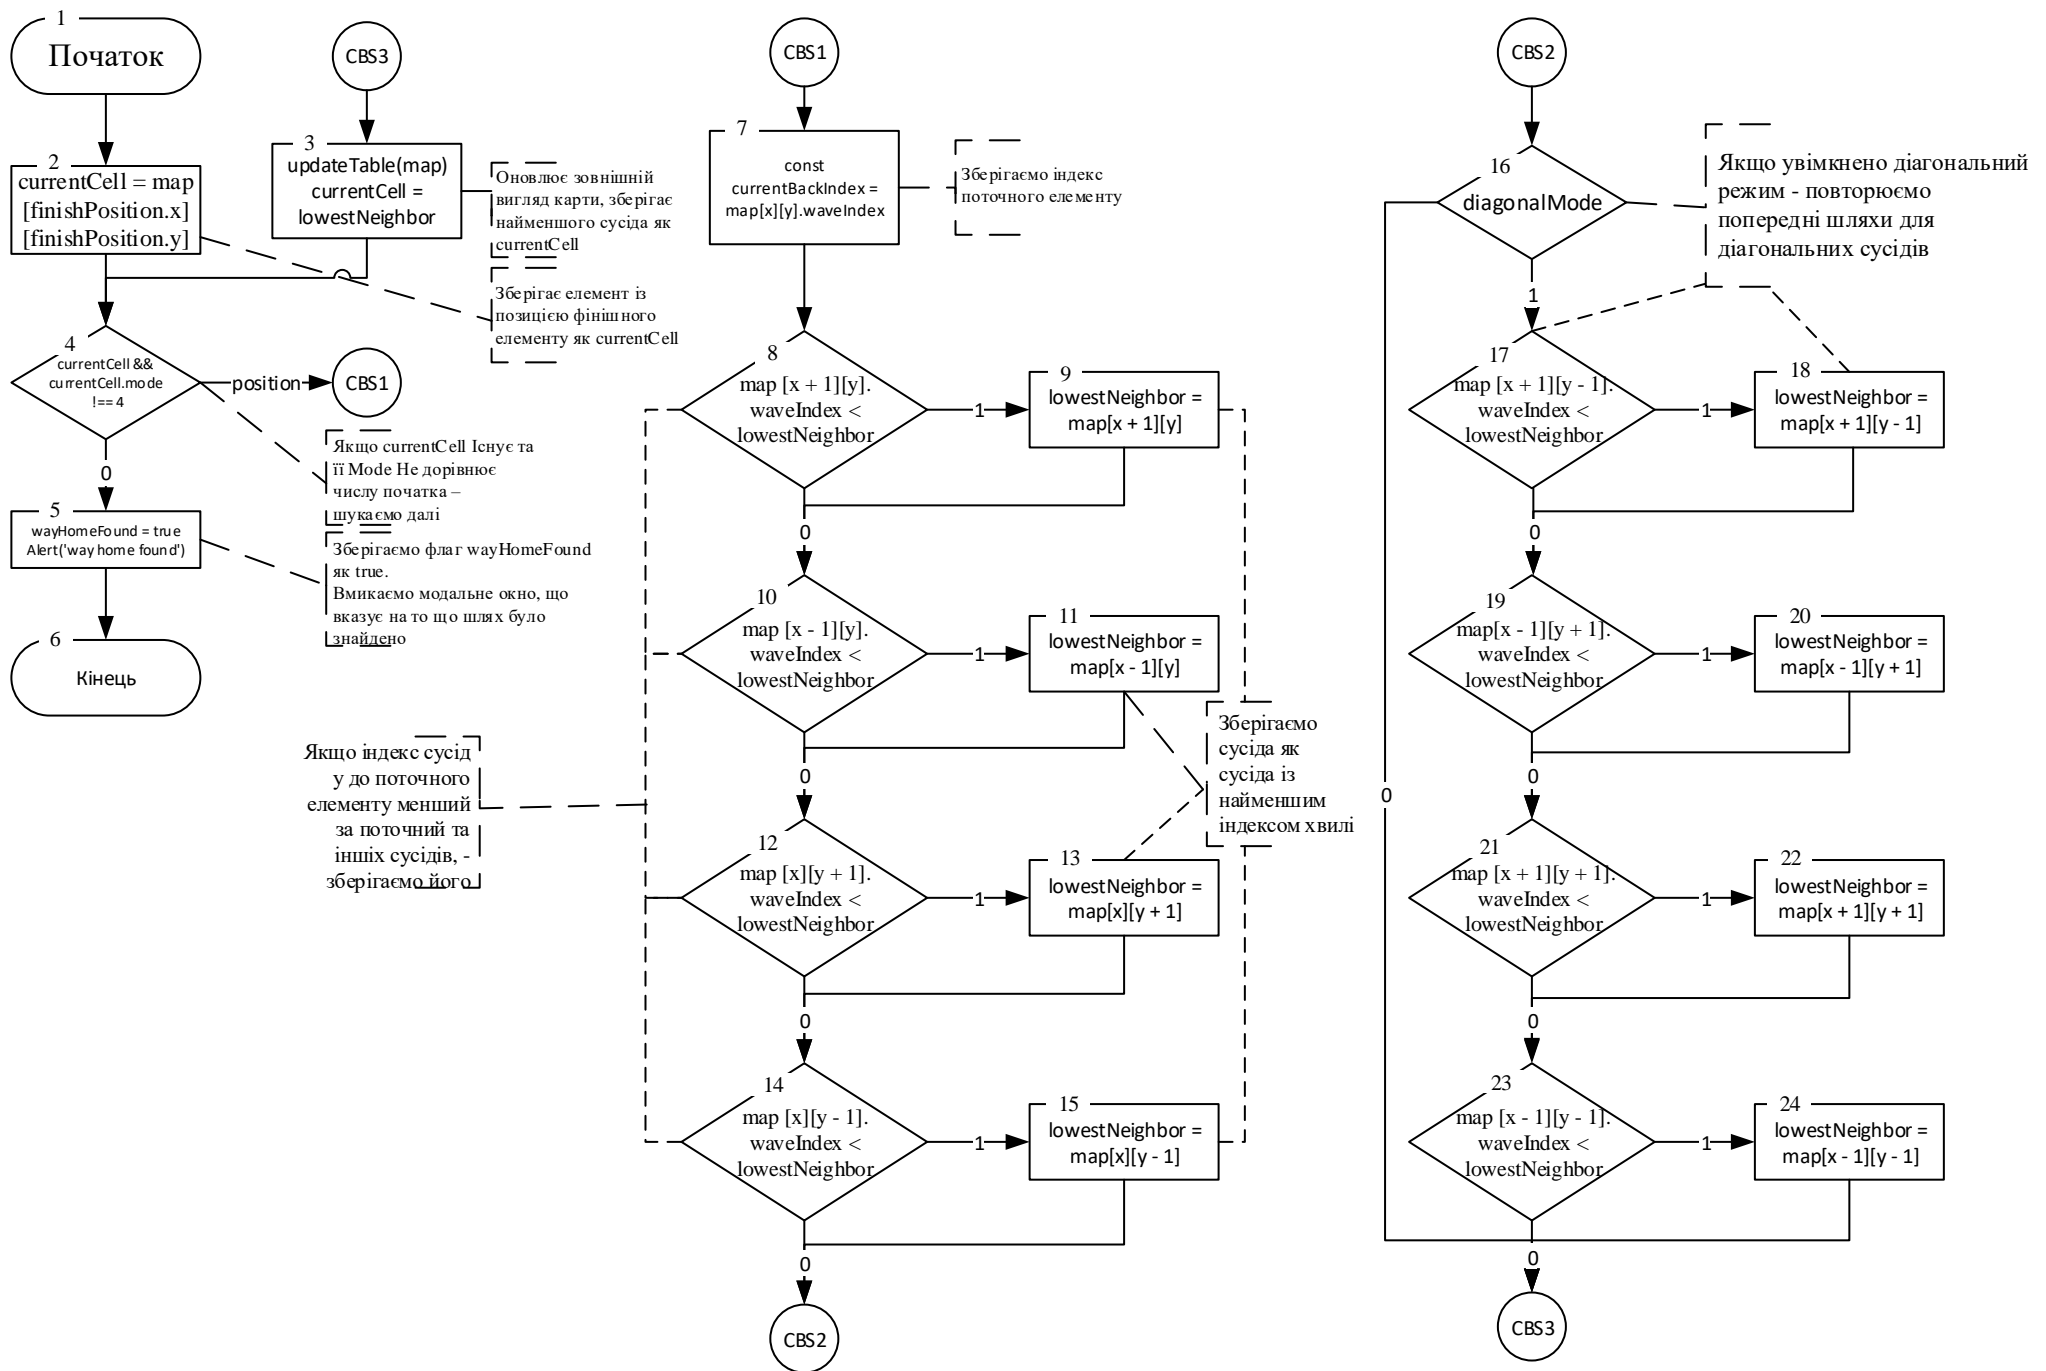 1
Початок
2
currentCell = map
[finishPosition.x]
[finishPosition.y]
CBS3
3
updateTable(map)
currentCell =
lowestNeighbor
Оновлює зовнішній
вигляд карти, зберігає
найменшого сусіда як
currentCell
Зберігає елемент із
позицією фінішного
елементу як currentCell
4
currentCell &&
currentCell.mode
!== 4
position
CBS1
Якщо currentCell Існує та
її Mode Не дорівнює
числу початка –
шукаємо далі
0
5
wayHomeFound = true
Alert('way home found')
Зберігаємо флаг wayHomeFound
як true.
Вмикаємо модальне окно, що
вказує на то що шлях було
знайдено
6
Кінець
CBS1
7
const
currentBackIndex =
map[x][y].waveIndex
Зберігаємо індекс
поточного елементу
8
map [x + 1][y].
waveIndex <
lowestNeighbor
1
9
lowestNeighbor =
map[x + 1][y]
0
10
map [x - 1][y].
waveIndex <
lowestNeighbor
1
11
lowestNeighbor =
map[x - 1][y]
0
Якщо індекс сусід
у до поточного
елементу менший
за поточний та
інших сусідів, -
зберігаємо його
Зберігаємо
сусіда як
сусіда із
найменшим
індексом хвилі
12
map [x][y + 1].
waveIndex <
lowestNeighbor
1
13
lowestNeighbor =
map[x][y + 1]
0
14
map [x][y - 1].
waveIndex <
lowestNeighbor
1
15
lowestNeighbor =
map[x][y - 1]
0
CBS2
CBS2
16
diagonalMode
Якщо увімкнено діагональний
режим - повторюємо
попередні шляхи для
діагональних сусідів
1
0
17
map [x + 1][y - 1].
waveIndex <
lowestNeighbor
1
18
lowestNeighbor =
map[x + 1][y - 1]
0
19
map[x - 1][y + 1].
waveIndex <
lowestNeighbor
1
20
lowestNeighbor =
map[x - 1][y + 1]
0
21
map [x + 1][y + 1].
waveIndex <
lowestNeighbor
1
22
lowestNeighbor =
map[x + 1][y + 1]
0
23
map [x - 1][y - 1].
waveIndex <
lowestNeighbor
1
24
lowestNeighbor =
map[x - 1][y - 1]
0
CBS3